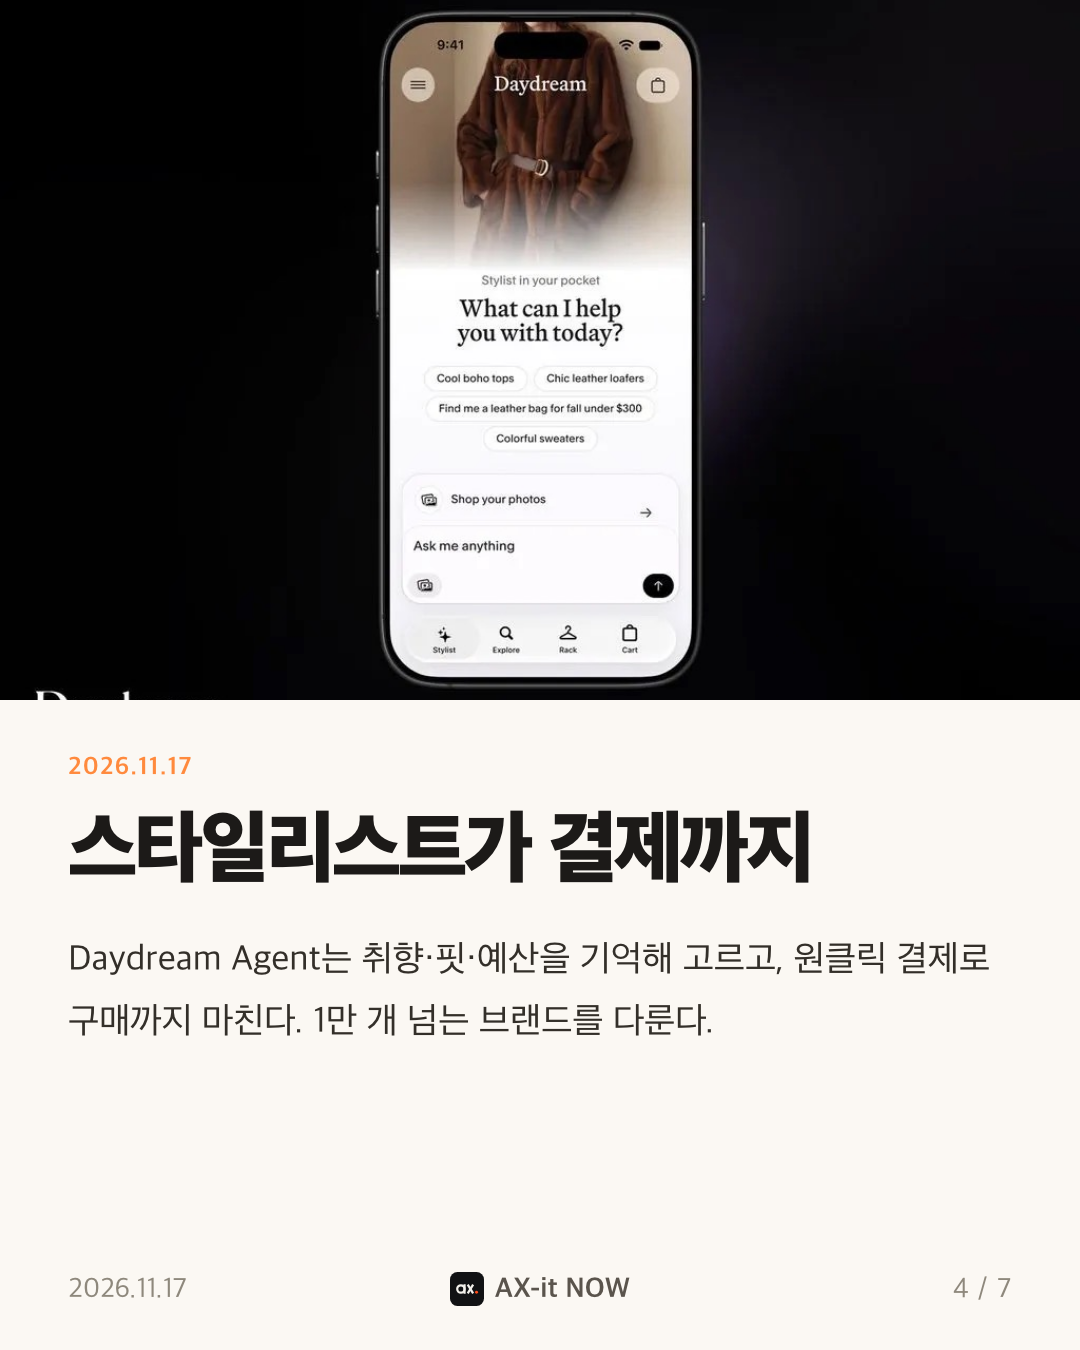 9:41
Daydream
Stylist in your pocket
What can I help
you with today?
Cool boho tops
Chic leather loafers
Find me a leather bag for fall under $300
Colorful sweaters
Shop your photos
Ask me anything
Stylist
Explore
Rack
Cart
2026.11.17
스타일리스트가 결제까지
Daydream Agent는 취향·핏·예산을 기억해 고르고, 원클릭 결제로
구매까지 마친다. 1만 개 넘는 브랜드를 다룬다.
2026.11.17
ax.
AX-it NOW
4 / 7